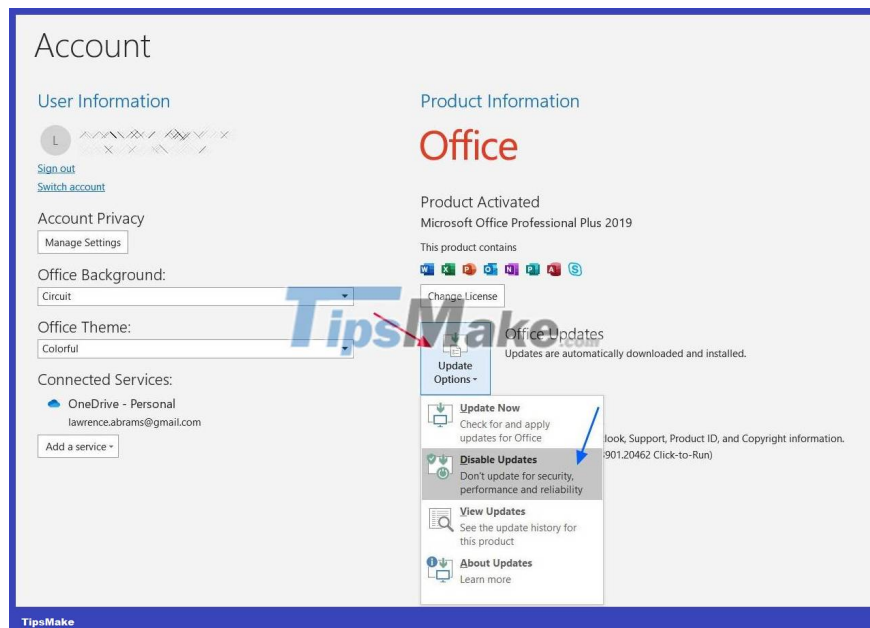 Account
User Information
L
Sign out
Switch account
Account Privacy
Manage Settings
Office Background:
Circuit
Office Theme:
Colorful
Connected Services:
OneDrive - Personal
lawrence.abrams@gmail.com
Add a service
Product Information
Office
Product Activated
Microsoft Office Professional Plus 2019
This product contains
Change License
TipsMake.com
Update
Options
Office Updates
Updates are automatically downloaded and installed.
Update Now
Check for and apply
updates for Office
look, Support, Product ID, and Copyright information.
901.20462 Click-to-Run)
Disable Updates
Don't update for security,
performance and reliability
View Updates
See the update history for
this product
About Updates
Learn more
TipsMake